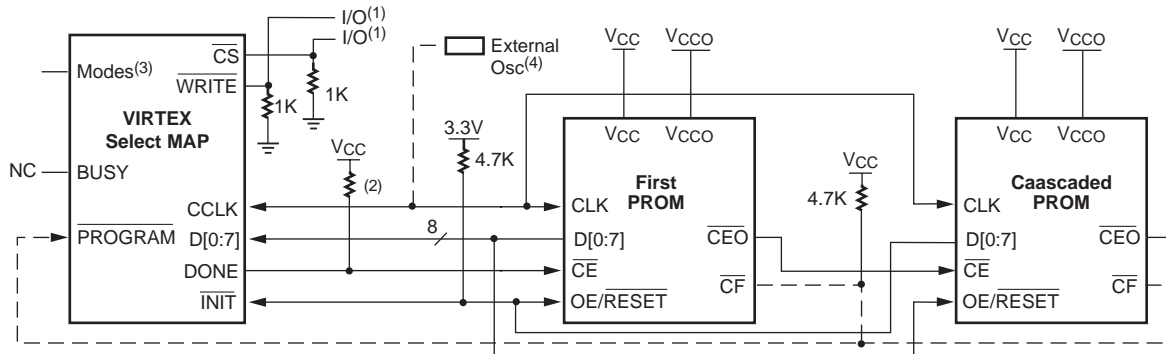 I/O(1)
I/O(1)
CS
Modes(3)
WRITE
1K
1K
VIRTEX
Select MAP
NC
BUSY
CCLK
PROGRAM
D[0:7]
DONE
INIT
VCC
(2)
8
3.3V
4.7K
External
Osc(4)
VCC
VCCO
VCC
VCCO
First
PROM
CLK
D[0:7]
CE
OE/RESET
CEO
CF
VCC
4.7K
VCC
VCCO
VCC
VCCO
Caascaded
PROM
CLK
D[0:7]
CE
OE/RESET
CEO
CF